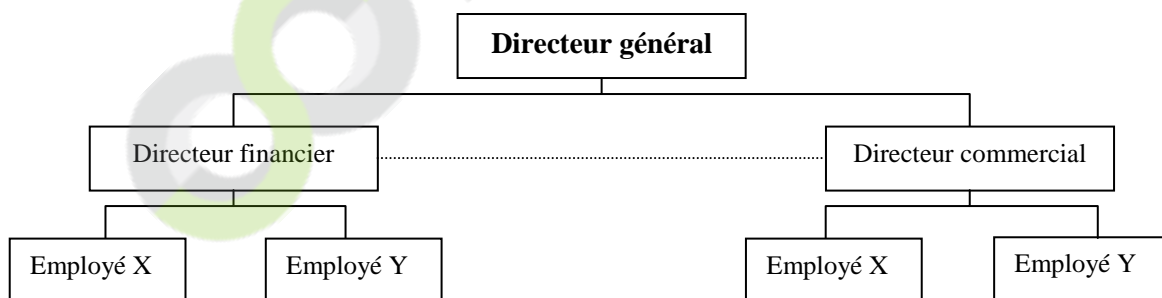 Directeur général
Directeur financier
Directeur commercial
Employé X
Employé Y
Employé X
Employé Y